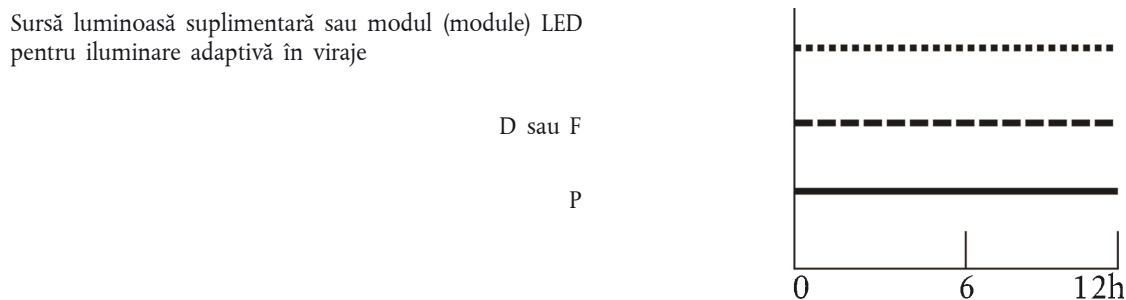 Sursă luminoasă suplimentară sau modul (module) LED
pentru iluminare adaptivă în viraje
D sau F
P
0 6 12h